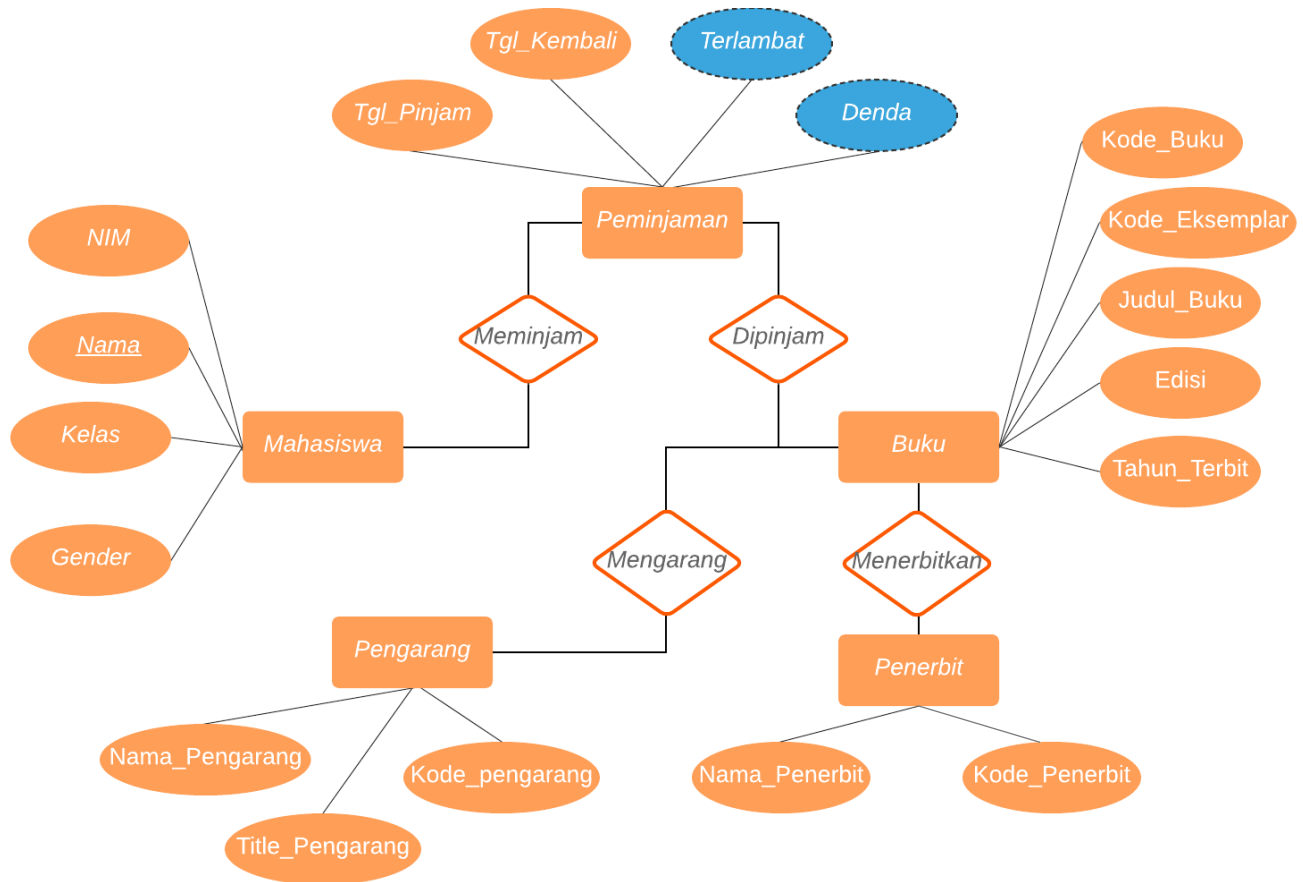 Tgl_Kembali
Terlambat
Tgl_Pinjam
Denda
Kode_Buku
Peminjaman
Kode_Eksemplar
NIM
Judul_Buku
Nama
Meminjam
Dipinjam
Edisi
Kelas
Mahasiswa
Buku
Tahun_Terbit
Gender
Mengarang
Menerbitkan
Pengarang
Penerbit
Nama_Pengarang
Kode_pengarang
Nama_Penerbit
Kode_Penerbit
Title_Pengarang